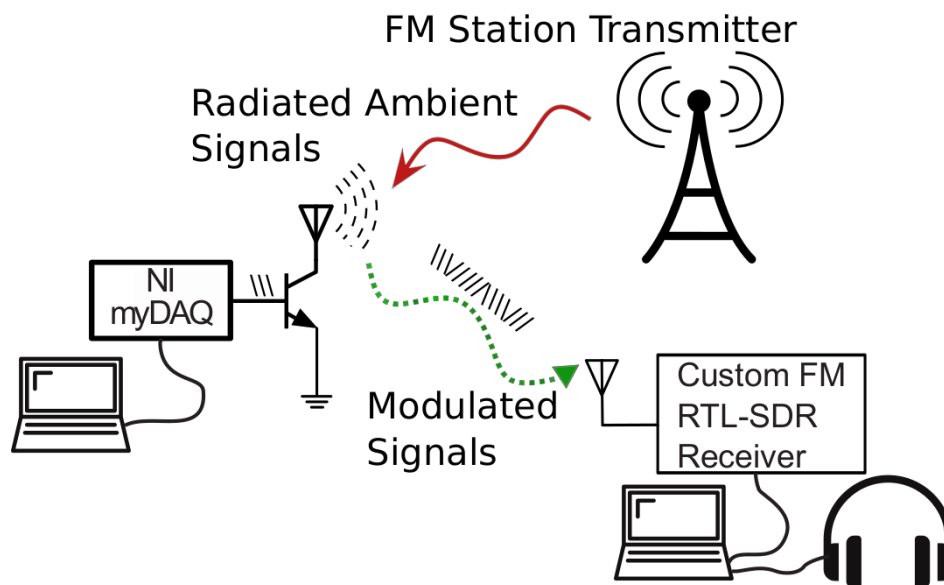 FM Station Transmitter
Radiated Ambient
Signals
NI
myDAQ
Modulated
Signals
Custom FM
RTL-SDR
Receiver